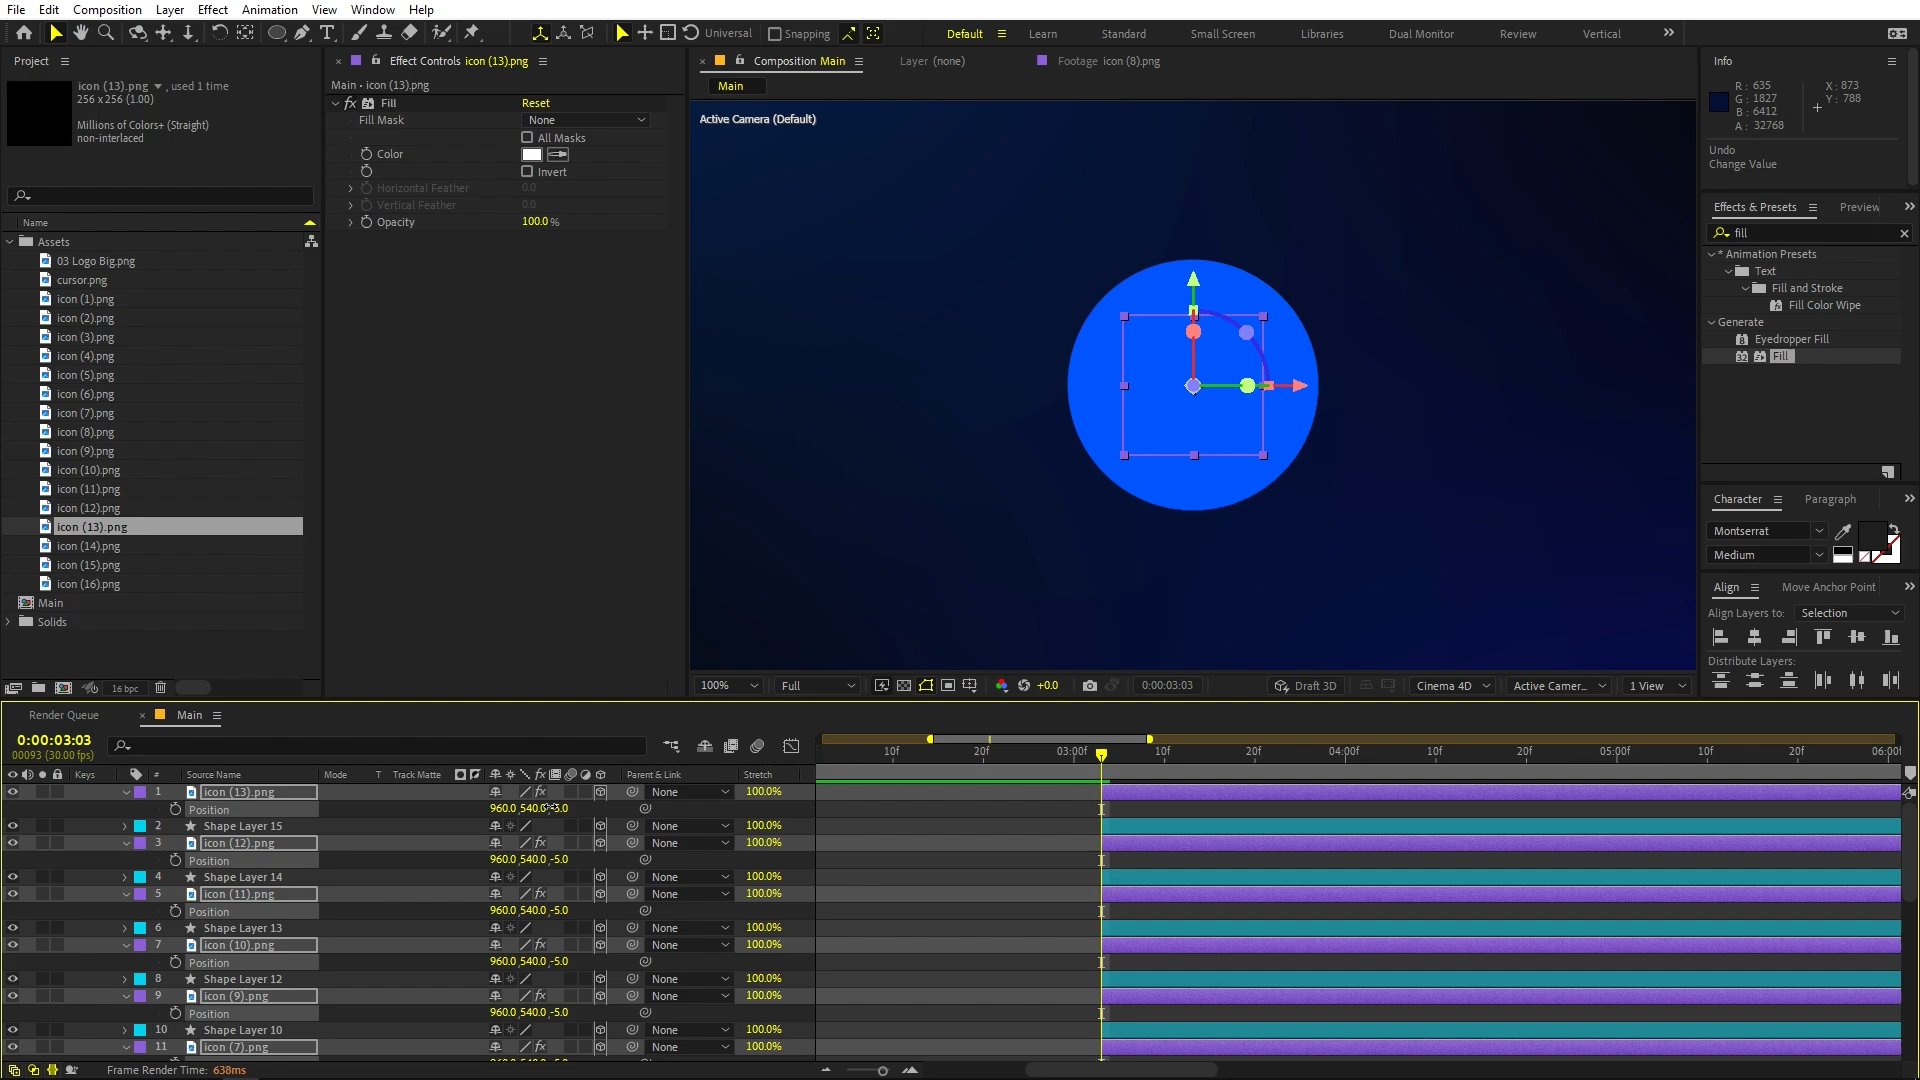 File Edit Composition Layer Effect Animation View Window Help
Universal Snapping Default Learn Standard Small Screen Libraries Dual Monitor Review Vertical
Project
icon (13).png , used 1 time
256 x 256 (1.00)
Millions of Colors+ (Straight)
non-interlaced
Name
Assets
03 Logo Big.png
cursor.png
icon (1).png
icon (2).png
icon (3).png
icon (4).png
icon (5).png
icon (6).png
icon (7).png
icon (8).png
icon (9).png
icon (10).png
icon (11).png
icon (12).png
icon (13).png
icon (14).png
icon (15).png
icon (16).png
Main
Solids
16 bpc
Effect Controls icon (13).png
Main • icon (13).png
fx Fill Reset
Fill Mask None
All Masks
Color
Invert
Horizontal Feather 0.0
Vertical Feather 0.0
Opacity 100.0 %
Composition Main Layer (none) Footage icon (8).png
Main
Active Camera (Default)
100% Full +0.0 0:00:03:03 Draft 3D Cinema 4D Active Camer... 1 View
Info
R : 635 X : 873
G : 1827 Y : 788
B : 6412
A : 32768
Undo
Change Value
Effects & Presets Preview
fill
* Animation Presets
Text
Fill and Stroke
Fill Color Wipe
Generate
Eyedropper Fill
32 Fill
Character Paragraph
Montserrat
Medium
Align Move Anchor Point
Align Layers to: Selection
Distribute Layers:
Render Queue Main
0:00:03:03
00093 (30.00 fps)
10f 20f 03:00f 10f 20f 04:00f 10f 20f 05:00f 10f 20f 06:00f
Keys # Source Name Mode T Track Matte fx Parent & Link Stretch
1 icon (13).png fx None 100.0%
Position 960.0 ,540.0 ,-5.0
2 Shape Layer 15 None 100.0%
3 icon (12).png fx None 100.0%
Position 960.0 ,540.0 ,-5.0
4 Shape Layer 14 None 100.0%
5 icon (11).png fx None 100.0%
Position 960.0 ,540.0 ,-5.0
6 Shape Layer 13 None 100.0%
7 icon (10).png fx None 100.0%
Position 960.0 ,540.0 ,-5.0
8 Shape Layer 12 None 100.0%
9 icon (9).png fx None 100.0%
Position 960.0 ,540.0 ,-5.0
10 Shape Layer 10 None 100.0%
11 icon (7).png fx None 100.0%
Frame Render Time: 638ms